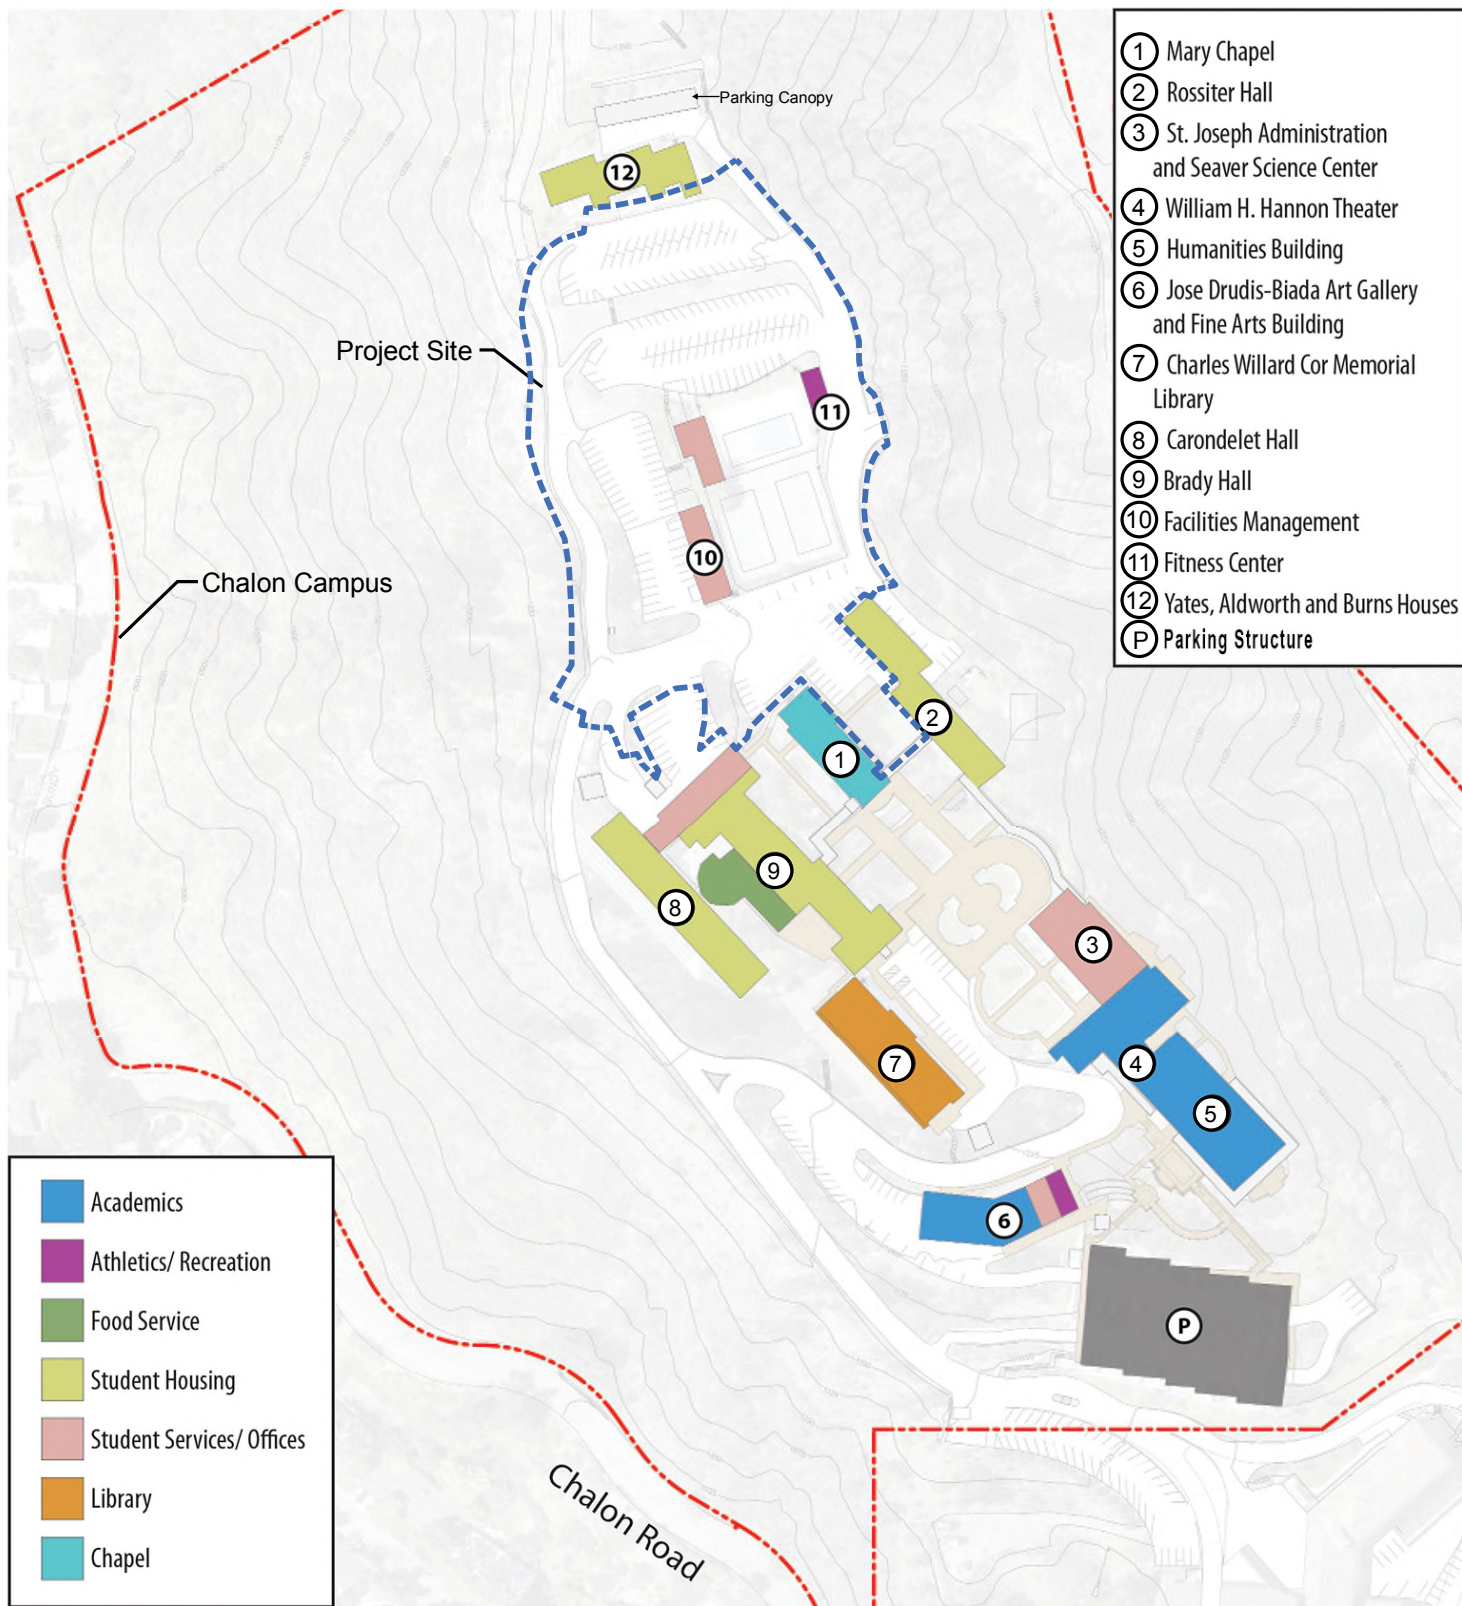 Parking Canopy
12
Project Site
11
10
Chalon Campus
2
1
9
8
3
7
4
5
6
P
Chalon Road
1 Mary Chapel
2 Rossiter Hall
3 St. Joseph Administration
and Seaver Science Center
4 William H. Hannon Theater
5 Humanities Building
6 Jose Drudis-Biada Art Gallery
and Fine Arts Building
7 Charles Willard Cor Memorial
Library
8 Carondelet Hall
9 Brady Hall
10 Facilities Management
11 Fitness Center
12 Yates, Aldworth and Burns Houses
P Parking Structure
Academics
Athletics/ Recreation
Food Service
Student Housing
Student Services/ Offices
Library
Chapel